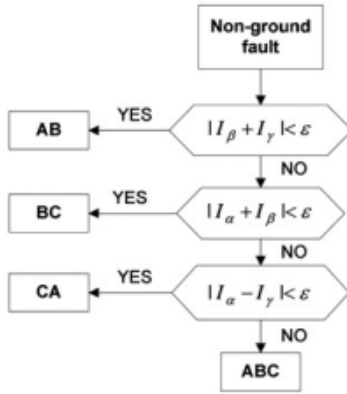 Non-ground
fault
YES
AB
|I_β + I_γ| < ε
NO
YES
BC
|I_α + I_β| < ε
NO
YES
CA
|I_α − I_γ| < ε
NO
ABC